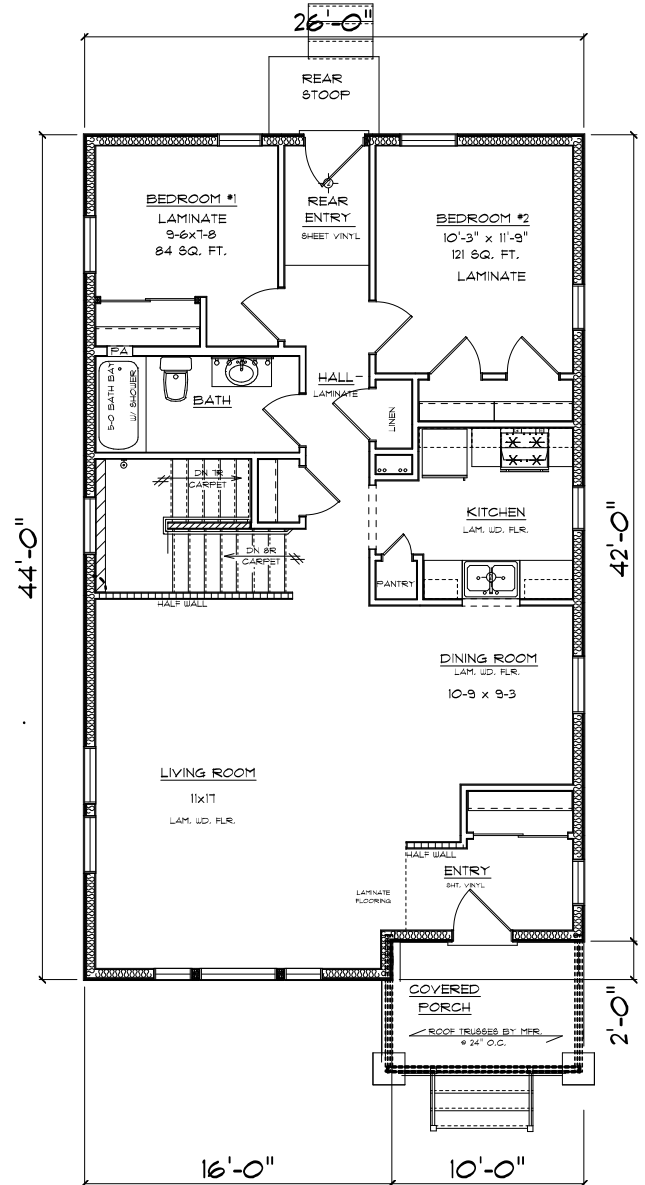 26'-0"
REAR
STOOP
BEDROOM #1
LAMINATE
9-6x7-8
84 SQ. FT.
REAR
ENTRY
SHEET VINYL
BEDROOM #2
10'-3" x 11'-9"
121 SQ. FT.
LAMINATE
PA
5-0 BATH BAY
W/ SHOWER
BATH
HALL
LAMINATE
LINEN
DN TR
CARPET
DN 8R
CARPET
HALF WALL
KITCHEN
LAM. WD. FLR.
PANTRY
44'-0"
42'-0"
DINING ROOM
LAM. WD. FLR.
10-9 x 9-3
LIVING ROOM
11x17
LAM. WD. FLR.
HALF WALL
ENTRY
SHT. VINYL
LAMINATE
FLOORING
COVERED
PORCH
ROOF TRUSSES BY MFR.
@ 24" O.C.
2'-0"
16'-0"
10'-0"